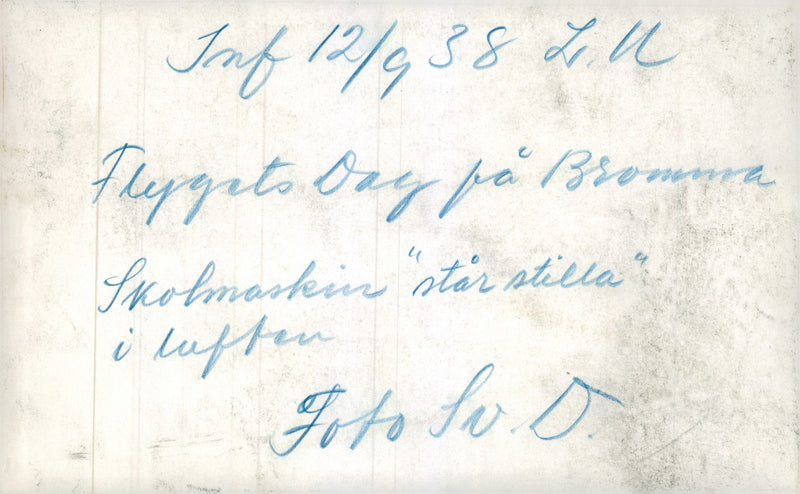 Inf 12/9 38 L.U
Flygets Dag på Bromma
Skolmaskin "står stilla"
i luften
Foto Sv. D.